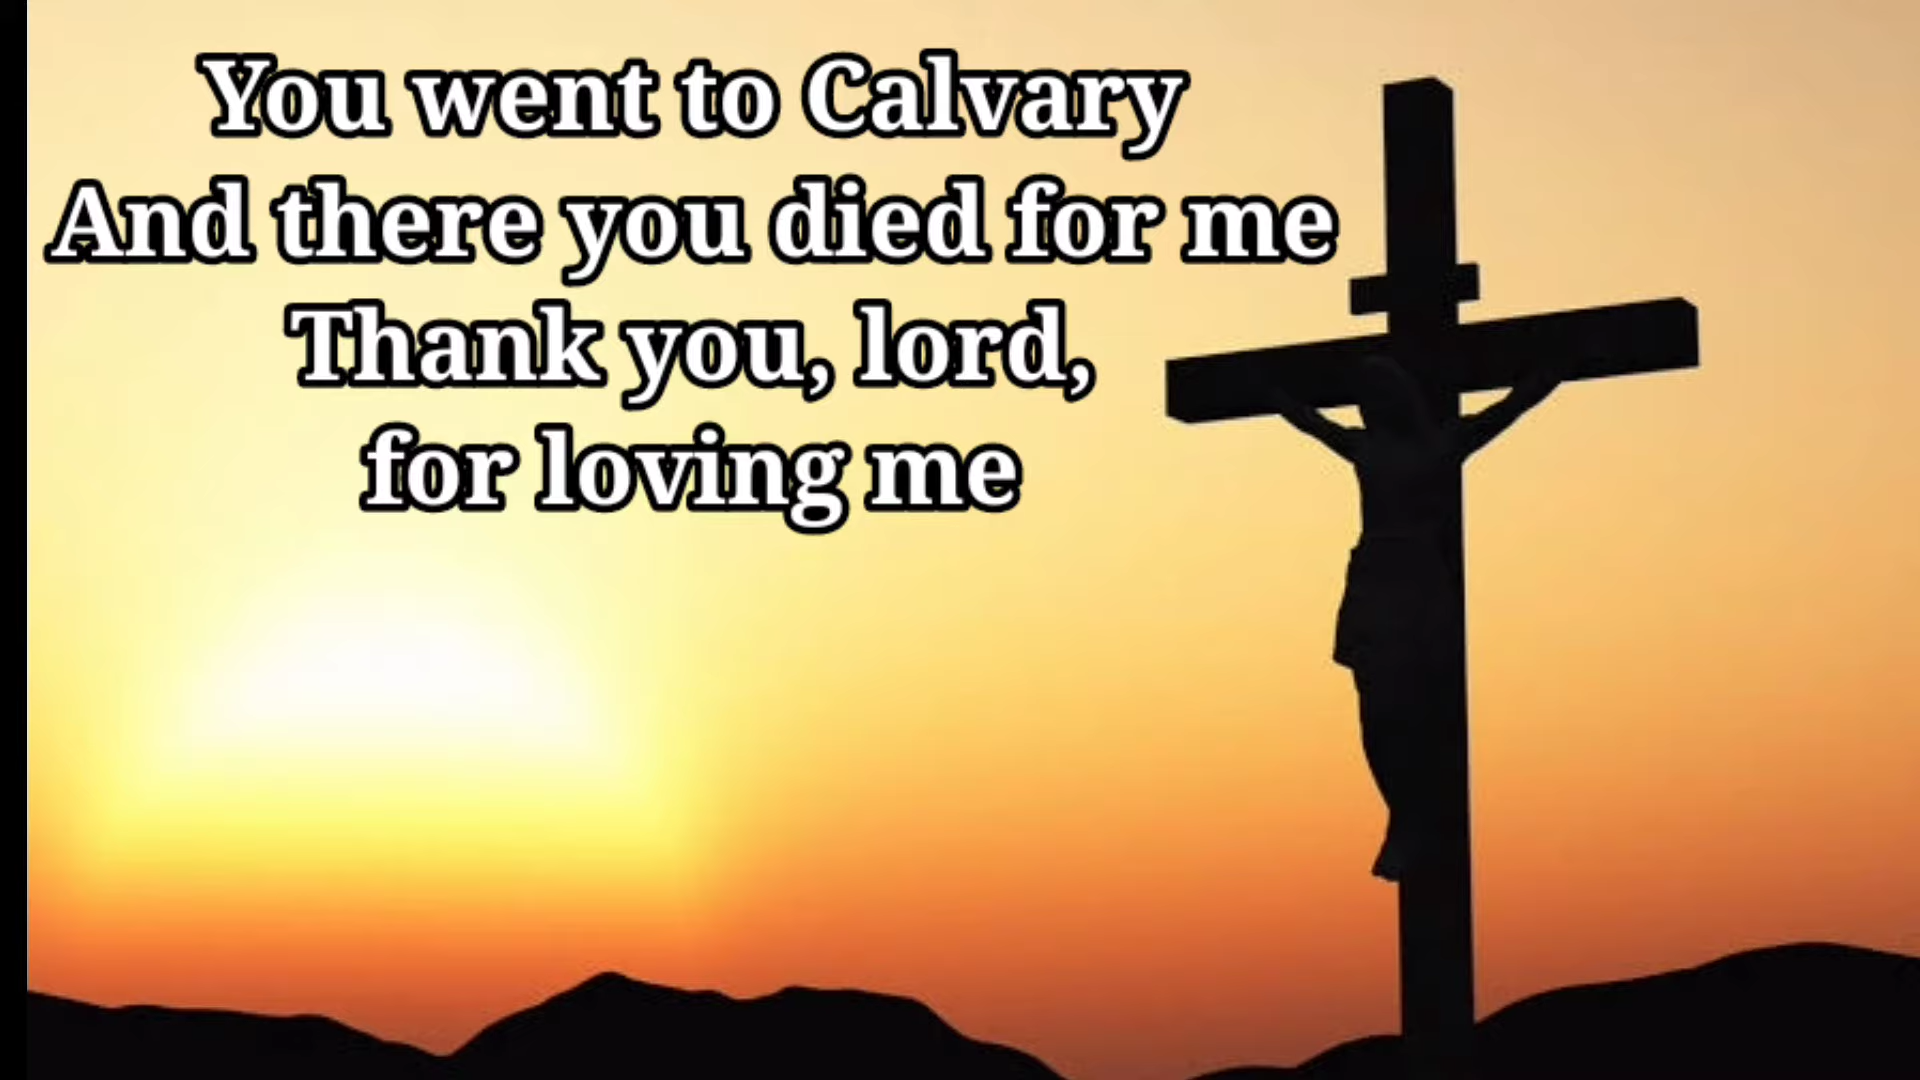 You went to Calvary
And there you died for me
Thank you, lord,
for loving me